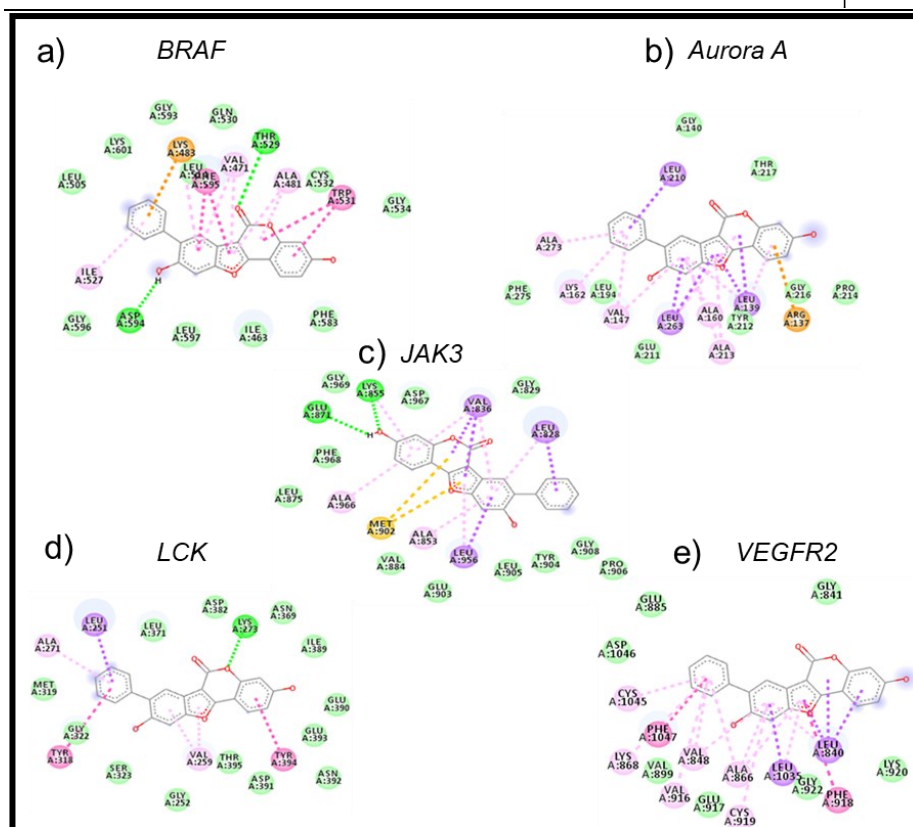 a)
BRAF
GLY
A:593
GLN
A:530
THR
A:529
LYS
A:601
LYS
A:483
LEU
PHE
A:595
VAL
A:471
ALA
A:481
CYS
A:532
TRP
A:531
LEU
A:505
GLY
A:534
ILE
A:527
H
O
O
O
O
GLY
A:596
ASP
A:594
LEU
A:597
ILE
A:463
PHE
A:583
b)
Aurora A
GLY
A:140
LEU
A:210
THR
A:217
ALA
A:273
O
O
O
O
O
PHE
A:275
LYS
A:162
LEU
A:194
VAL
A:147
LEU
A:263
ALA
A:160
LEU
A:139
TYR
A:212
GLY
A:216
PRO
A:214
ARG
A:137
GLU
A:211
ALA
A:213
c)
JAK3
GLY
A:969
LYS
A:855
ASP
A:967
VAL
A:836
GLY
A:829
GLU
A:871
LEU
A:828
H
O
O
O
O
O
PHE
A:968
LEU
A:875
ALA
A:966
MET
A:902
ALA
A:853
LEU
A:956
VAL
A:884
GLU
A:903
LEU
A:905
TYR
A:904
GLY
A:908
PRO
A:906
d)
LCK
LEU
A:251
LEU
A:371
ASP
A:382
LYS
A:273
ASN
A:369
ALA
A:271
ILE
A:389
O
O
O
O
O
MET
A:319
GLY
A:322
TYR
A:318
SER
A:323
GLY
A:252
VAL
A:259
THR
A:395
ASP
A:391
TYR
A:394
GLU
A:390
GLU
A:393
ASN
A:392
e)
VEGFR2
GLU
A:885
GLY
A:841
ASP
A:1046
CYS
A:1045
O
O
O
O
O
PHE
A:1047
LYS
A:868
VAL
A:899
VAL
A:848
VAL
A:916
GLU
A:917
ALA
A:866
CYS
A:919
LEU
A:1035
GLY
A:922
LEU
A:840
PHE
A:918
LYS
A:920